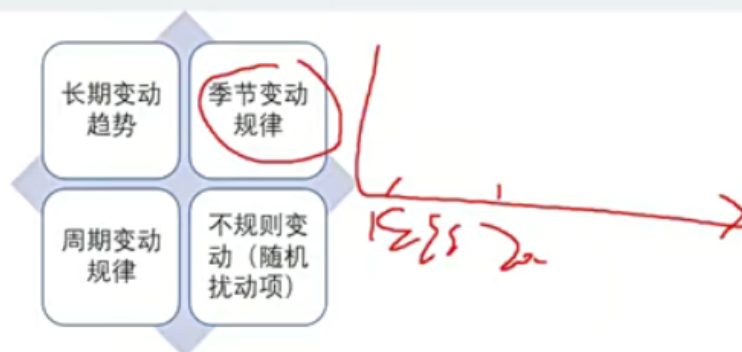 长期变动
趋势
季节变动
规律
周期变动
规律
不规则变
动（随机
扰动项）